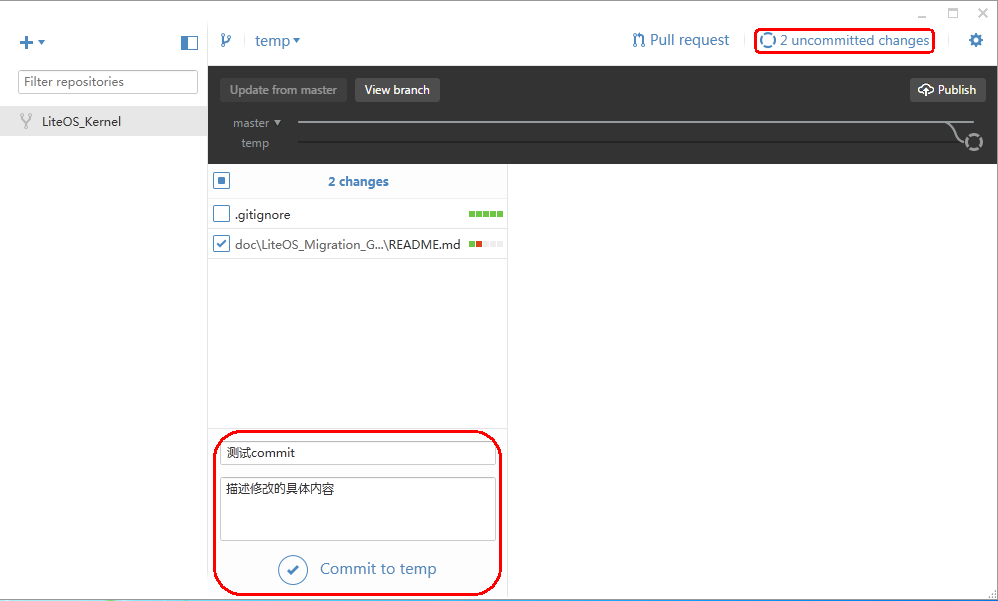 temp
Pull request
2 uncommitted changes
Filter repositories
LiteOS_Kernel
Update from master
View branch
Publish
master
temp
2 changes
.gitignore
doc\LiteOS_Migration_G...\README.md
测试commit
描述修改的具体内容
Commit to temp